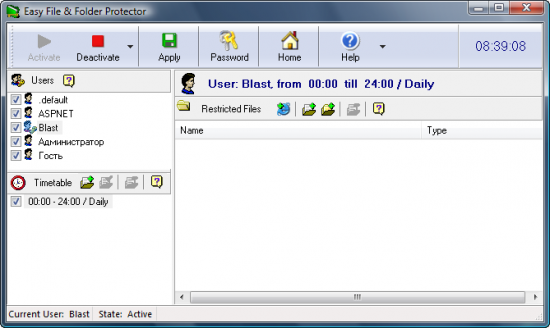 Easy File & Folder Protector
Activate Deactivate Apply Password Home Help 08:39:08
Users
.default
ASPNET
Blast
Администратор
Гость
Timetable
00:00 - 24:00 / Daily
User: Blast, from 00:00 till 24:00 / Daily
Restricted Files
Name Type
Current User: Blast State: Active